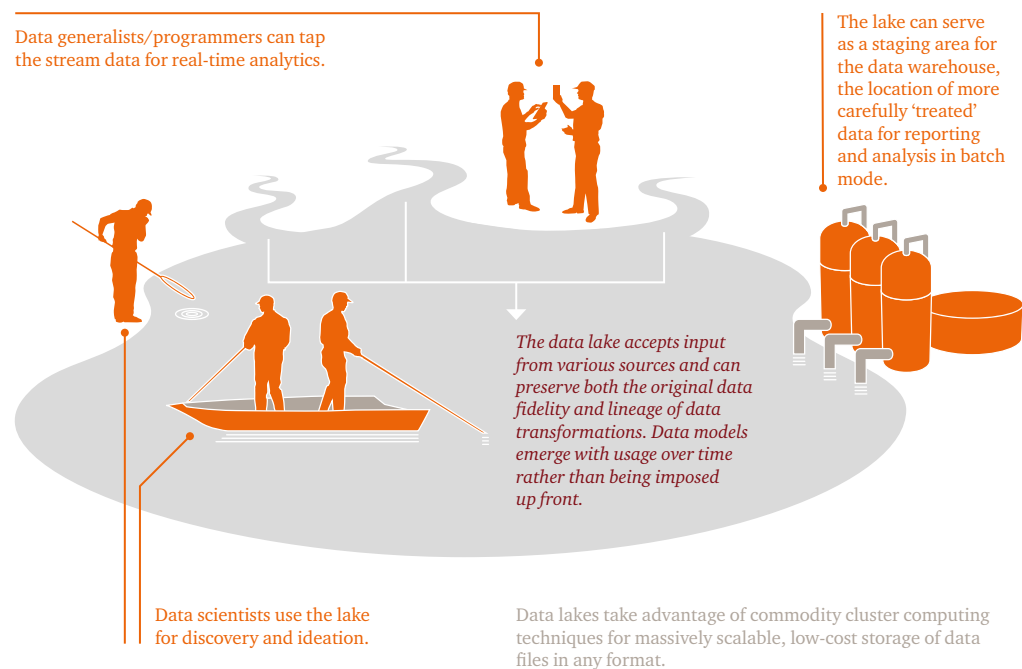 Data generalists/programmers can tap
the stream data for real-time analytics.
The lake can serve
as a staging area for
the data warehouse,
the location of more
carefully ‘treated’
data for reporting
and analysis in batch
mode.
The data lake accepts input
from various sources and can
preserve both the original data
fidelity and lineage of data
transformations. Data models
emerge with usage over time
rather than being imposed
up front.
Data scientists use the lake
for discovery and ideation.
Data lakes take advantage of commodity cluster computing
techniques for massively scalable, low-cost storage of data
files in any format.